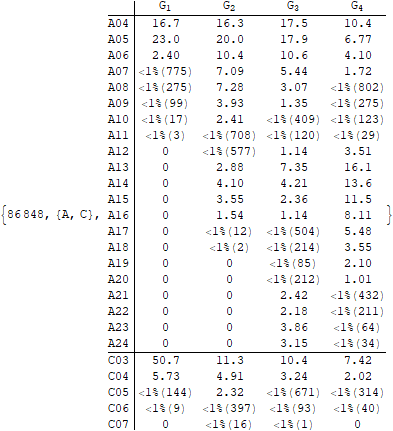 G1 G2 G3 G4
A04 16.7 16.3 17.5 10.4
A05 23.0 20.0 17.9 6.77
A06 2.40 10.4 10.6 4.10
A07 <1%(775) 7.09 5.44 1.72
A08 <1%(275) 7.28 3.07 <1%(802)
A09 <1%(99) 3.93 1.35 <1%(275)
A10 <1%(17) 2.41 <1%(409) <1%(123)
A11 <1%(3) <1%(708) <1%(120) <1%(29)
A12 0 <1%(577) 1.14 3.51
A13 0 2.88 7.35 16.1
A14 0 4.10 4.21 13.6
A15 0 3.55 2.36 11.5
{86848, {A, C}, A16 0 1.54 1.14 8.11 }
A17 0 <1%(12) <1%(504) 5.48
A18 0 <1%(2) <1%(214) 3.55
A19 0 0 <1%(85) 2.10
A20 0 0 <1%(212) 1.01
A21 0 0 2.42 <1%(432)
A22 0 0 2.18 <1%(211)
A23 0 0 3.86 <1%(64)
A24 0 0 3.15 <1%(34)
C03 50.7 11.3 10.4 7.42
C04 5.73 4.91 3.24 2.02
C05 <1%(144) 2.32 <1%(671) <1%(314)
C06 <1%(9) <1%(397) <1%(93) <1%(40)
C07 0 <1%(16) <1%(1) 0